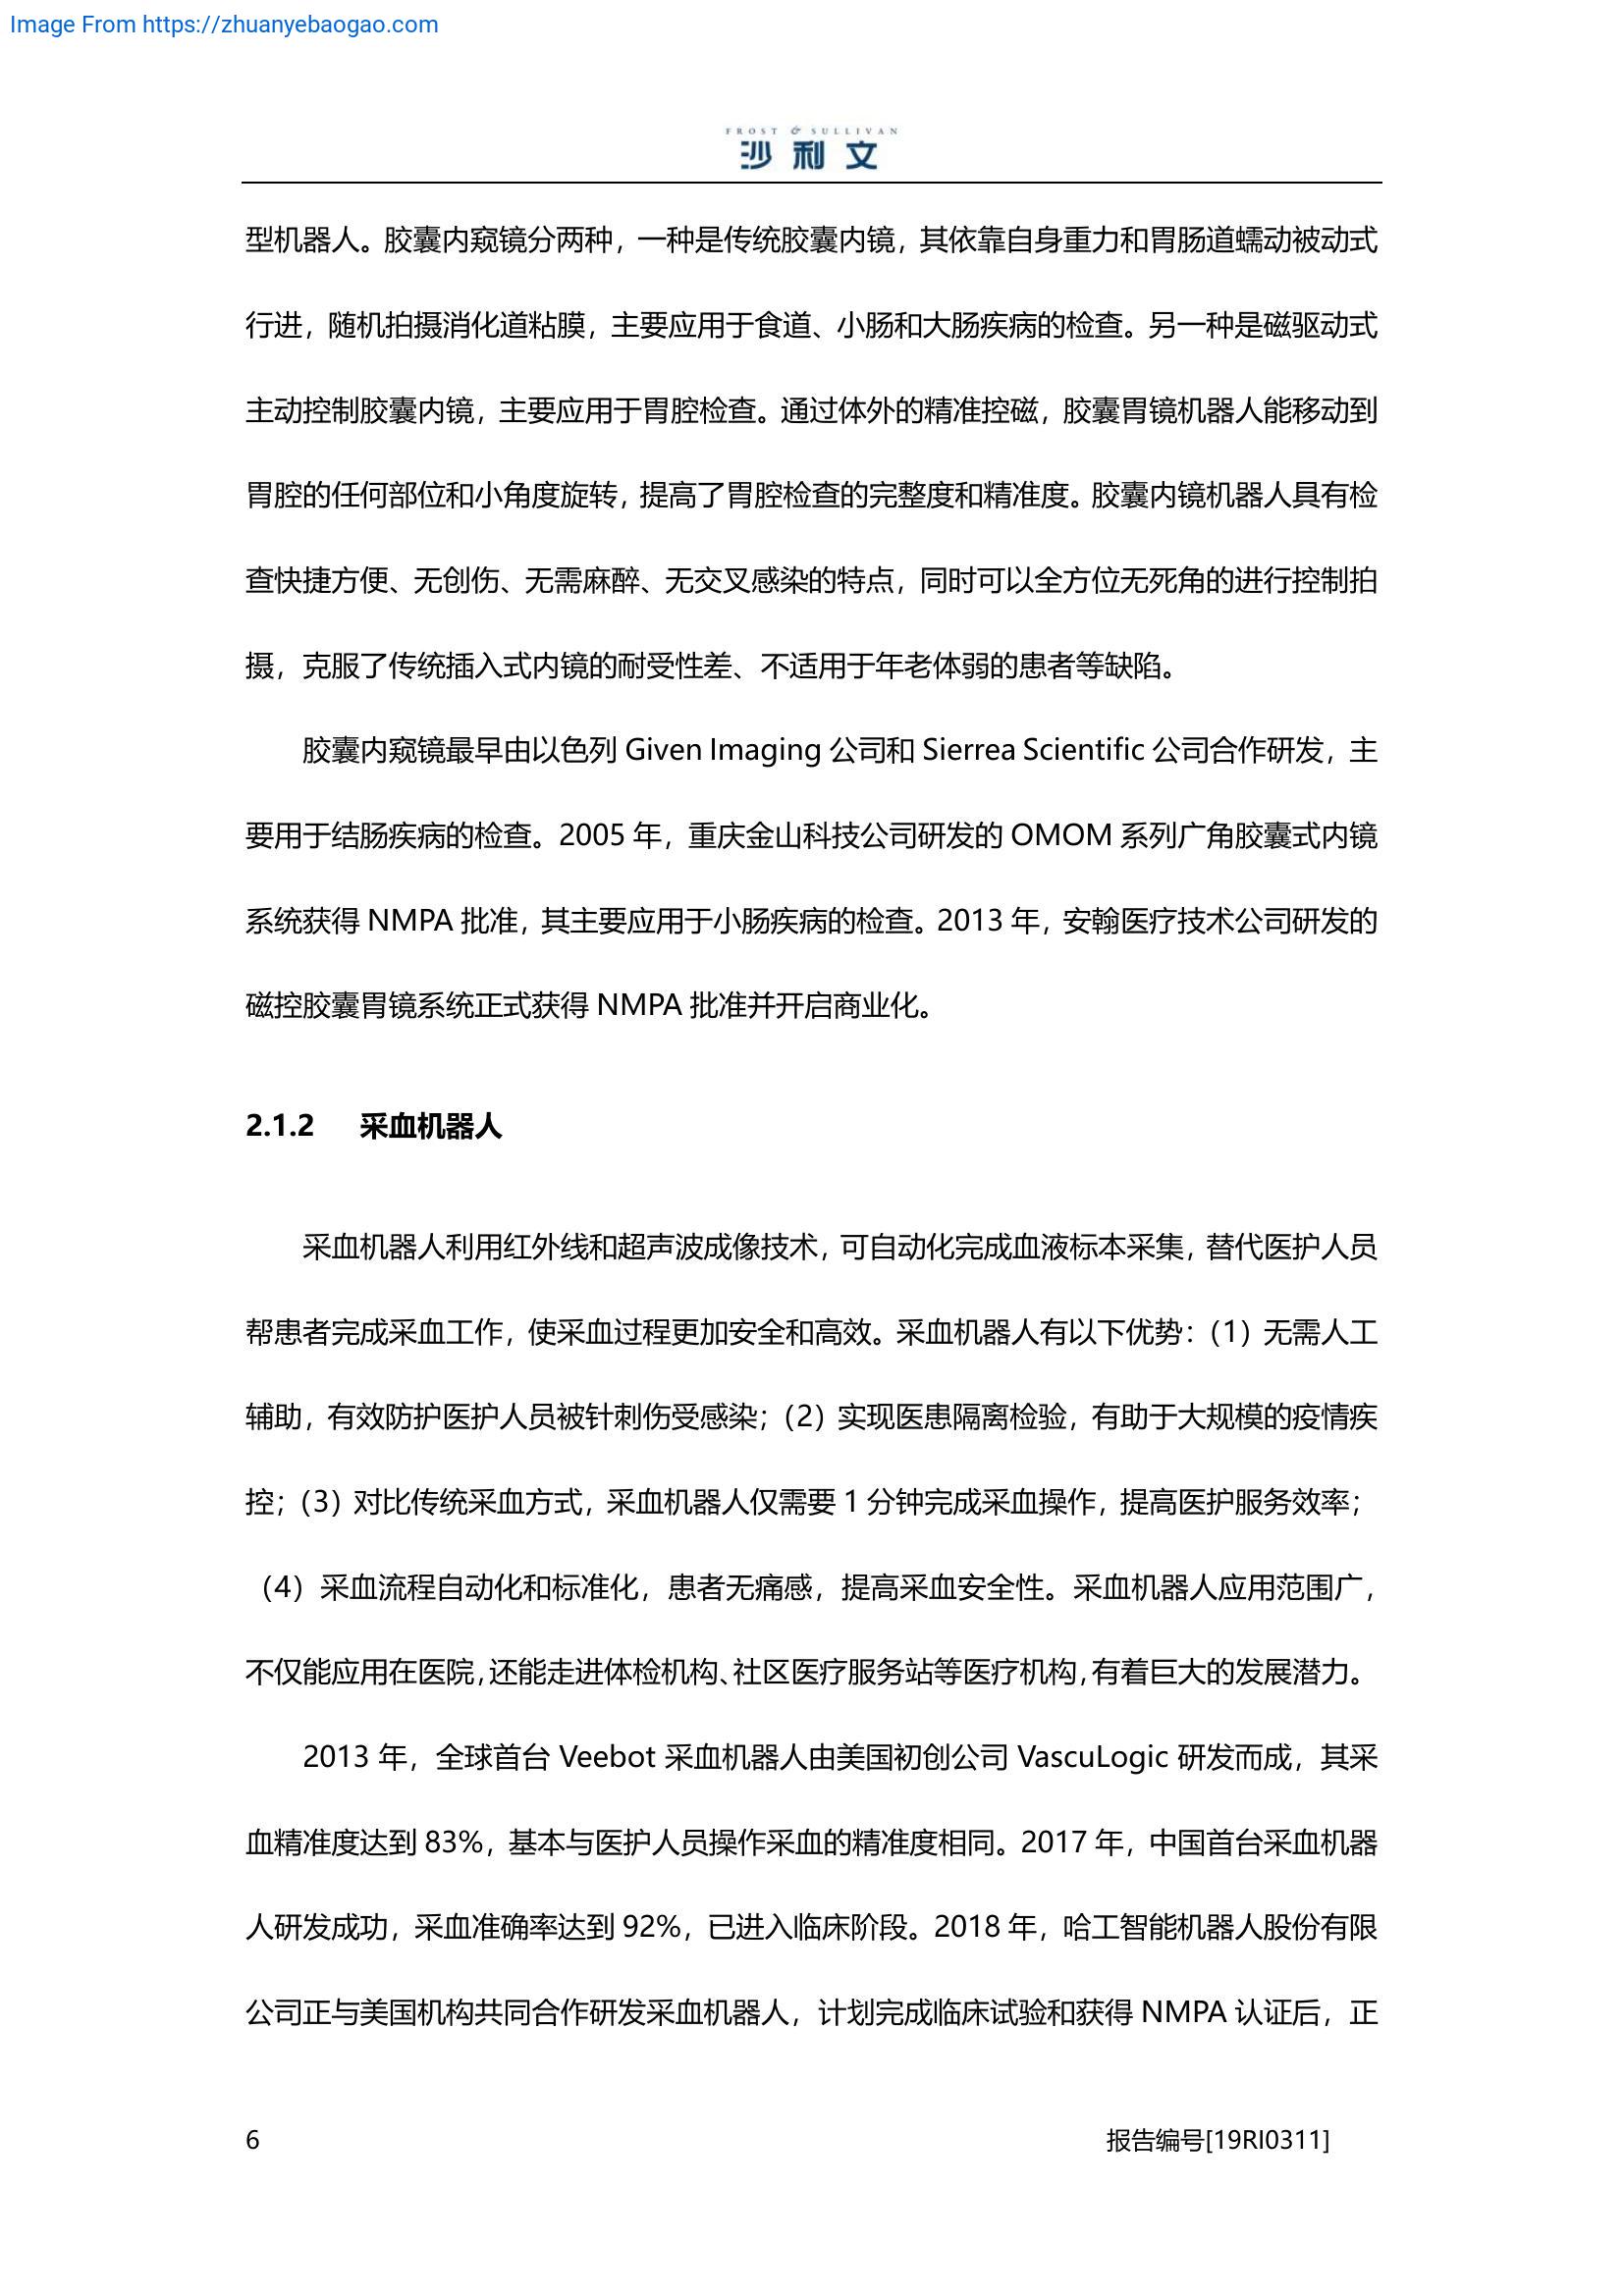 Image From https://zhuanyebaogao.com
FROST & SULLIVAN
沙利文
型机器人。胶囊内窥镜分两种，一种是传统胶囊内镜，其依靠自身重力和胃肠道蠕动被动式
行进，随机拍摄消化道粘膜，主要应用于食道、小肠和大肠疾病的检查。另一种是磁驱动式
主动控制胶囊内镜，主要应用于胃腔检查。通过体外的精准控磁，胶囊胃镜机器人能移动到
胃腔的任何部位和小角度旋转，提高了胃腔检查的完整度和精准度。胶囊内镜机器人具有检
查快捷方便、无创伤、无需麻醉、无交叉感染的特点，同时可以全方位无死角的进行控制拍
摄，克服了传统插入式内镜的耐受性差、不适用于年老体弱的患者等缺陷。
胶囊内窥镜最早由以色列 Given Imaging 公司和 Sierrea Scientific 公司合作研发，主
要用于结肠疾病的检查。2005 年，重庆金山科技公司研发的 OMOM 系列广角胶囊式内镜
系统获得 NMPA 批准，其主要应用于小肠疾病的检查。2013 年，安翰医疗技术公司研发的
磁控胶囊胃镜系统正式获得 NMPA 批准并开启商业化。
2.1.2 采血机器人
采血机器人利用红外线和超声波成像技术，可自动化完成血液标本采集，替代医护人员
帮患者完成采血工作，使采血过程更加安全和高效。采血机器人有以下优势：（1）无需人工
辅助，有效防护医护人员被针刺伤受感染；（2）实现医患隔离检验，有助于大规模的疫情疾
控；（3）对比传统采血方式，采血机器人仅需要 1 分钟完成采血操作，提高医护服务效率；
（4）采血流程自动化和标准化，患者无痛感，提高采血安全性。采血机器人应用范围广，
不仅能应用在医院，还能走进体检机构、社区医疗服务站等医疗机构，有着巨大的发展潜力。
2013 年，全球首台 Veebot 采血机器人由美国初创公司 VascuLogic 研发而成，其采
血精准度达到 83%，基本与医护人员操作采血的精准度相同。2017 年，中国首台采血机器
人研发成功，采血准确率达到 92%，已进入临床阶段。2018 年，哈工智能机器人股份有限
公司正与美国机构共同合作研发采血机器人，计划完成临床试验和获得 NMPA 认证后，正
6 报告编号[19RI0311]